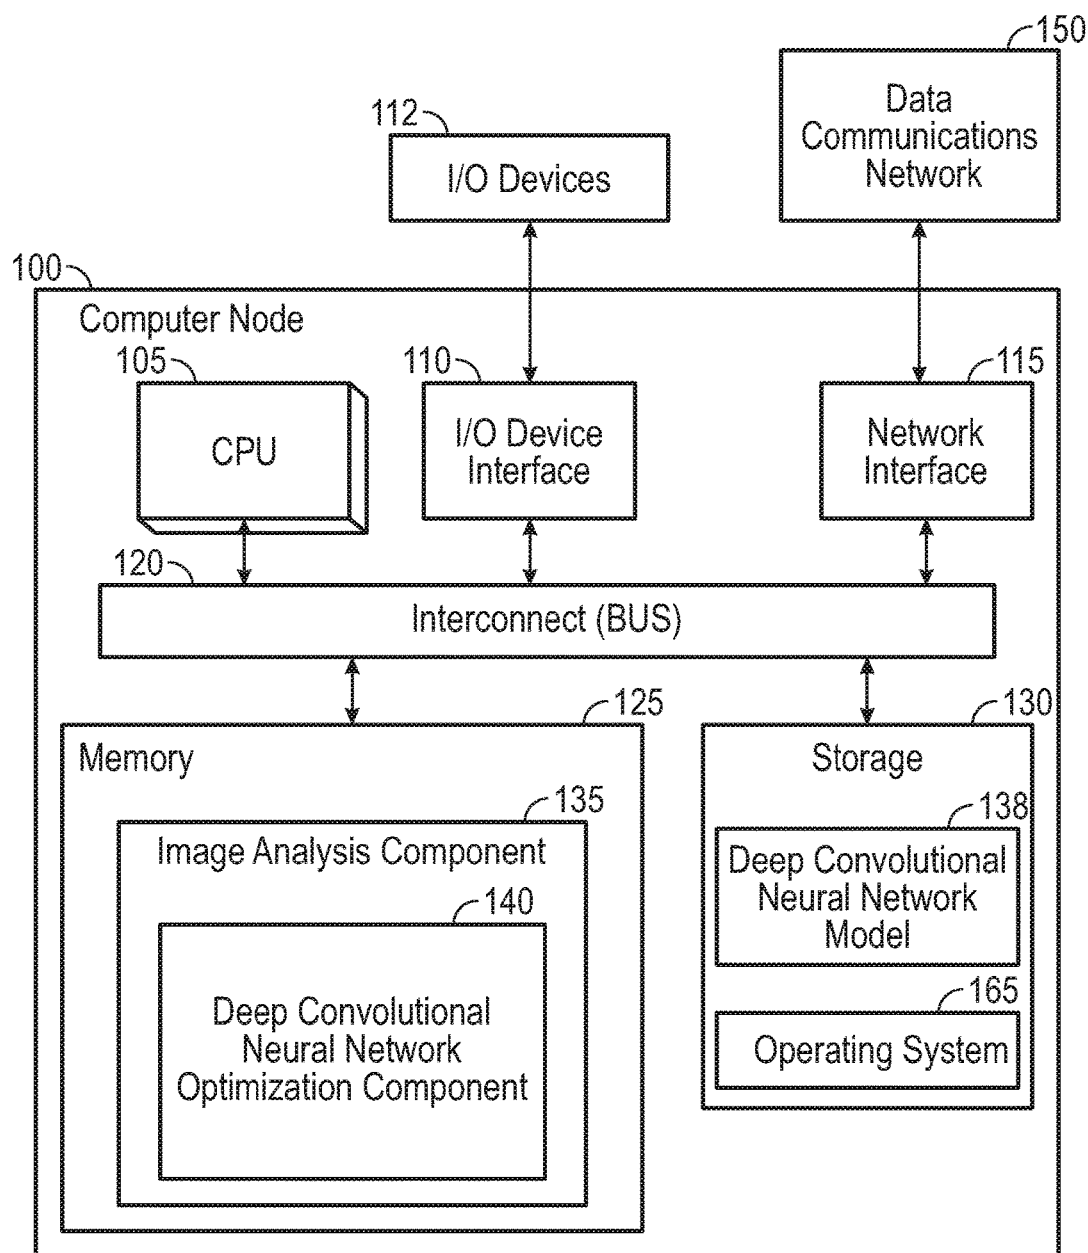 150
Data
Communications
Network
112
I/O Devices
100
Computer Node
105
CPU
110
I/O Device
Interface
115
Network
Interface
120
Interconnect (BUS)
125
Memory
135
Image Analysis Component
140
Deep Convolutional
Neural Network
Optimization Component
130
Storage
138
Deep Convolutional
Neural Network
Model
165
Operating System